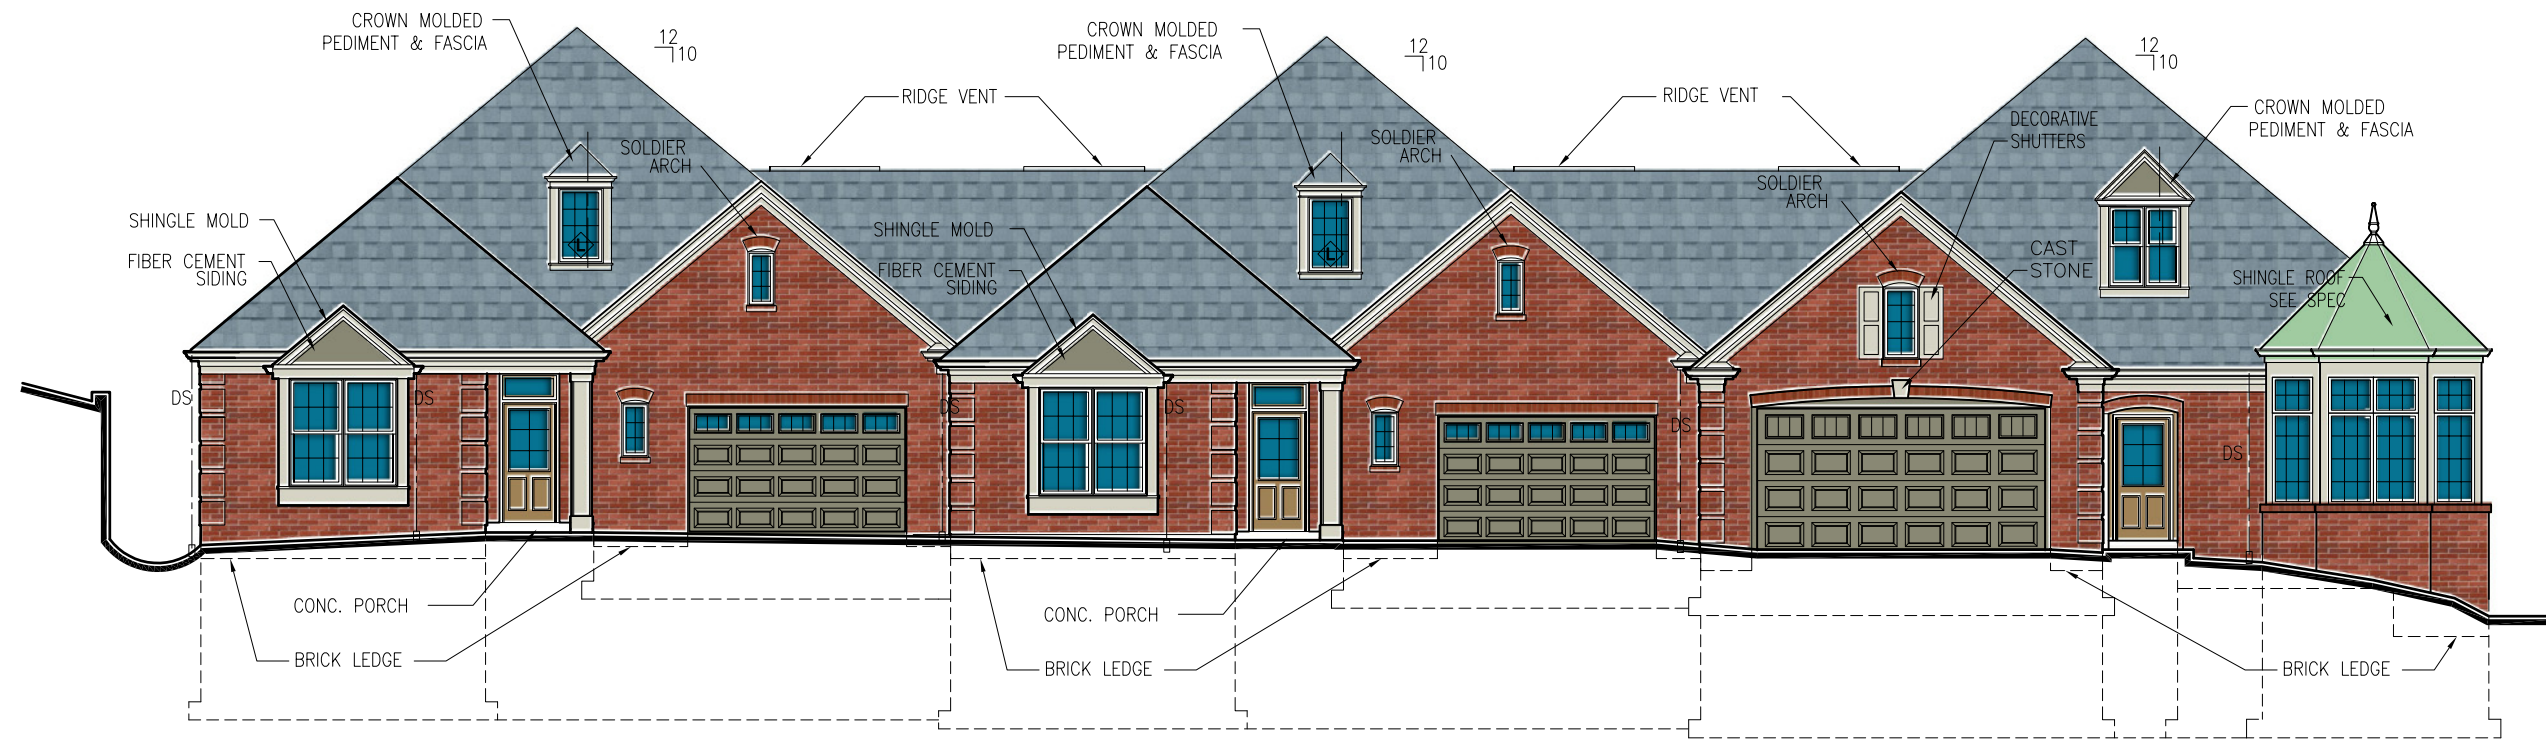 CROWN MOLDED
PEDIMENT & FASCIA
12
10
CROWN MOLDED
PEDIMENT & FASCIA
12
10
12
10
RIDGE VENT
RIDGE VENT
CROWN MOLDED
PEDIMENT & FASCIA
DECORATIVE
SHUTTERS
SOLDIER
ARCH
SOLDIER
ARCH
SOLDIER
ARCH
SHINGLE MOLD
SHINGLE MOLD
FIBER CEMENT
SIDING
FIBER CEMENT
SIDING
L
L
CAST
STONE
SHINGLE ROOF
SEE SPEC
DS
DS
DS
DS
DS
DS
CONC. PORCH
CONC. PORCH
BRICK LEDGE
BRICK LEDGE
BRICK LEDGE